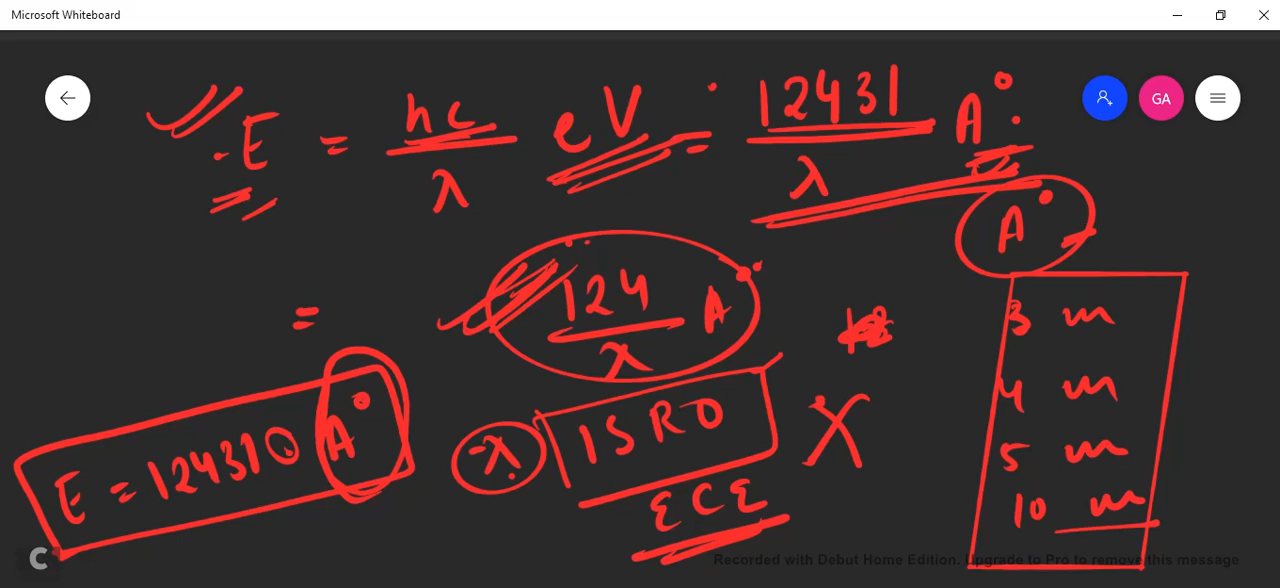 Microsoft Whiteboard
GA
E = hc/λ eV = 12431/λ A°
A°
= 124/λ A°
3 m
4 m
5 m
10 m
E = 124310 A°
λ ISRO X
ECE
Recorded with Debut Home Edition. Upgrade to Pro to remove this message